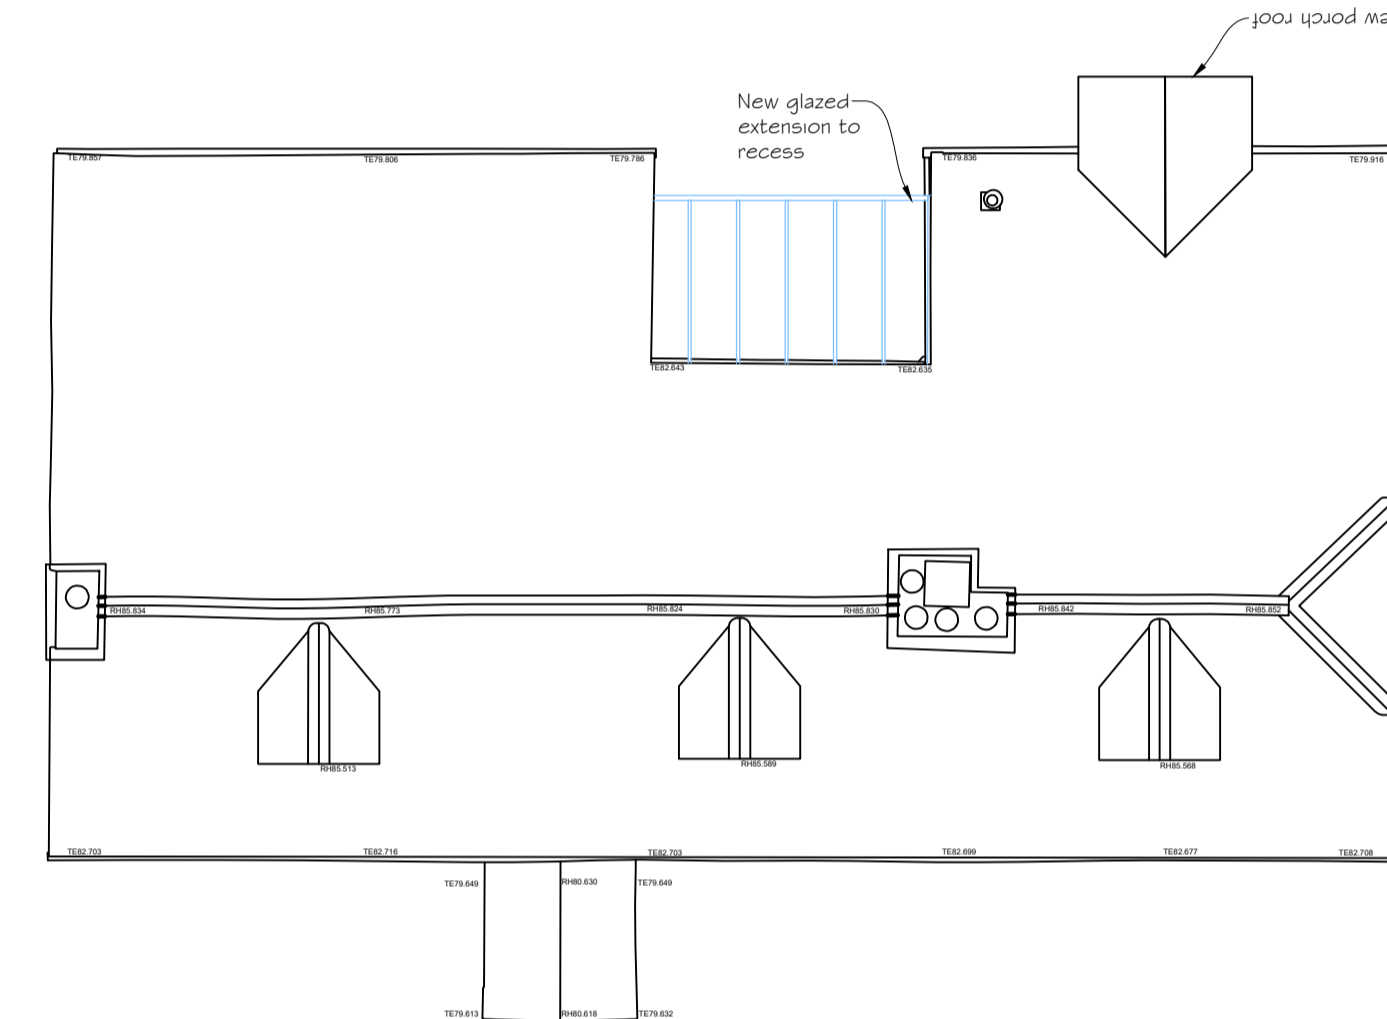 ew porch roof
New glazed
extension to
recess
TE79.857
TE79.806
TE79.786
TE79.836
TE79.916
TE82.643
TE82.635
RH85.834
RH85.773
RH85.824
RH85.830
RH85.842
RH85.852
RH85.513
RH85.589
RH85.568
TE82.703
TE82.716
TE82.703
TE82.699
TE82.677
TE82.708
TE79.649
RH80.630
TE79.649
TE79.613
RH80.618
TE79.632